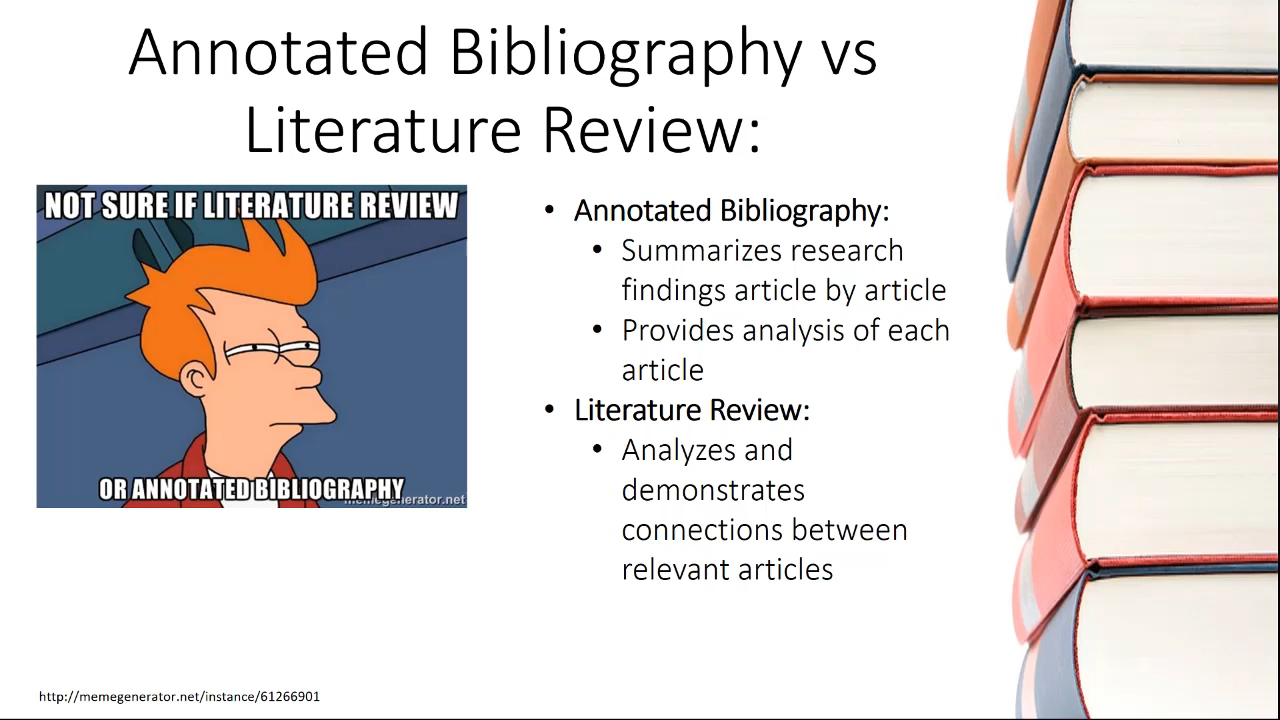 Annotated Bibliography vs
Literature Review:
NOT SURE IF LITERATURE REVIEW
OR ANNOTATED BIBLIOGRAPHY
memegenerator.net
• Annotated Bibliography:
• Summarizes research
findings article by article
• Provides analysis of each
article
• Literature Review:
• Analyzes and
demonstrates
connections between
relevant articles
http://memegenerator.net/instance/61266901